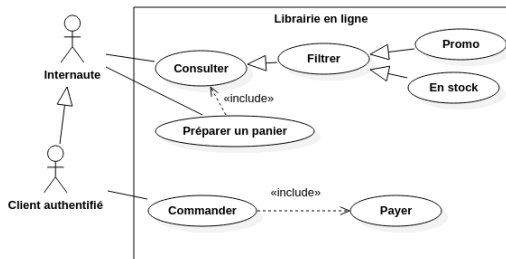 Librairie en ligne
Internaute
Consulter
Filtrer
Promo
En stock
«include»
Préparer un panier
Client authentifié
Commander
«include»
Payer